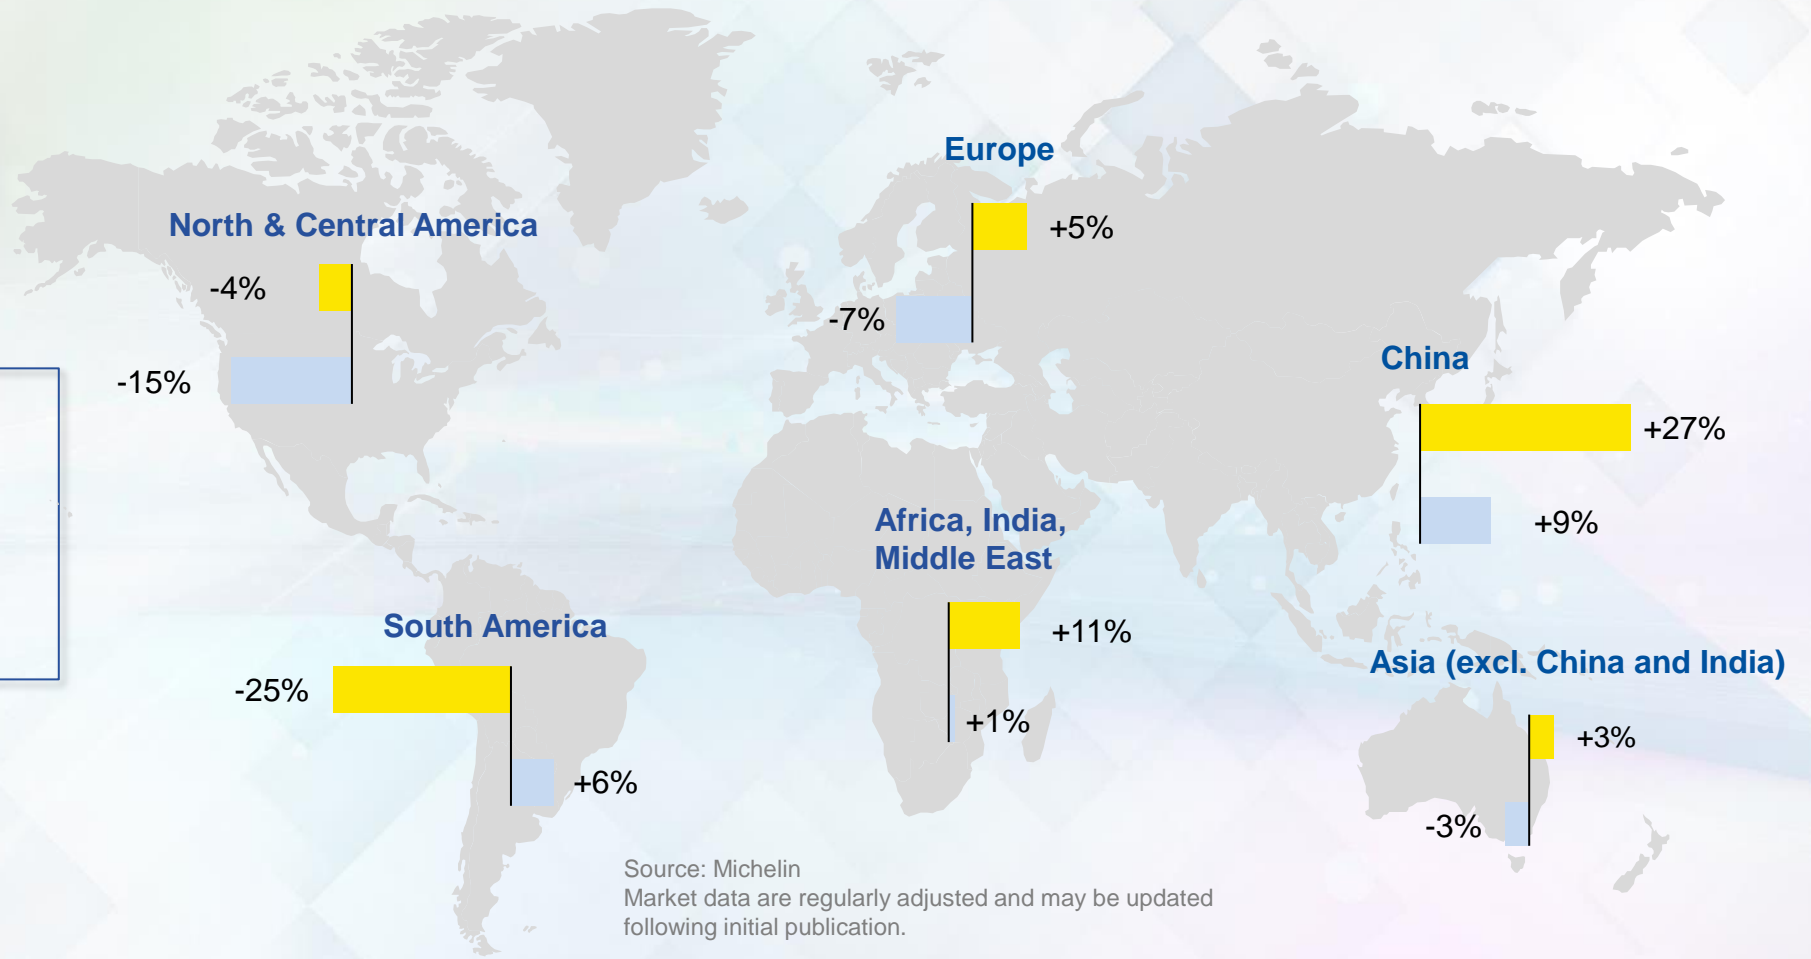 Europe
+5%
-7%
North & Central America
-4%
-15%
China
+27%
+9%
Africa, India,
Middle East
+11%
+1%
South America
-25%
+6%
Asia (excl. China and India)
+3%
-3%
Source: Michelin
Market data are regularly adjusted and may be updated
following initial publication.